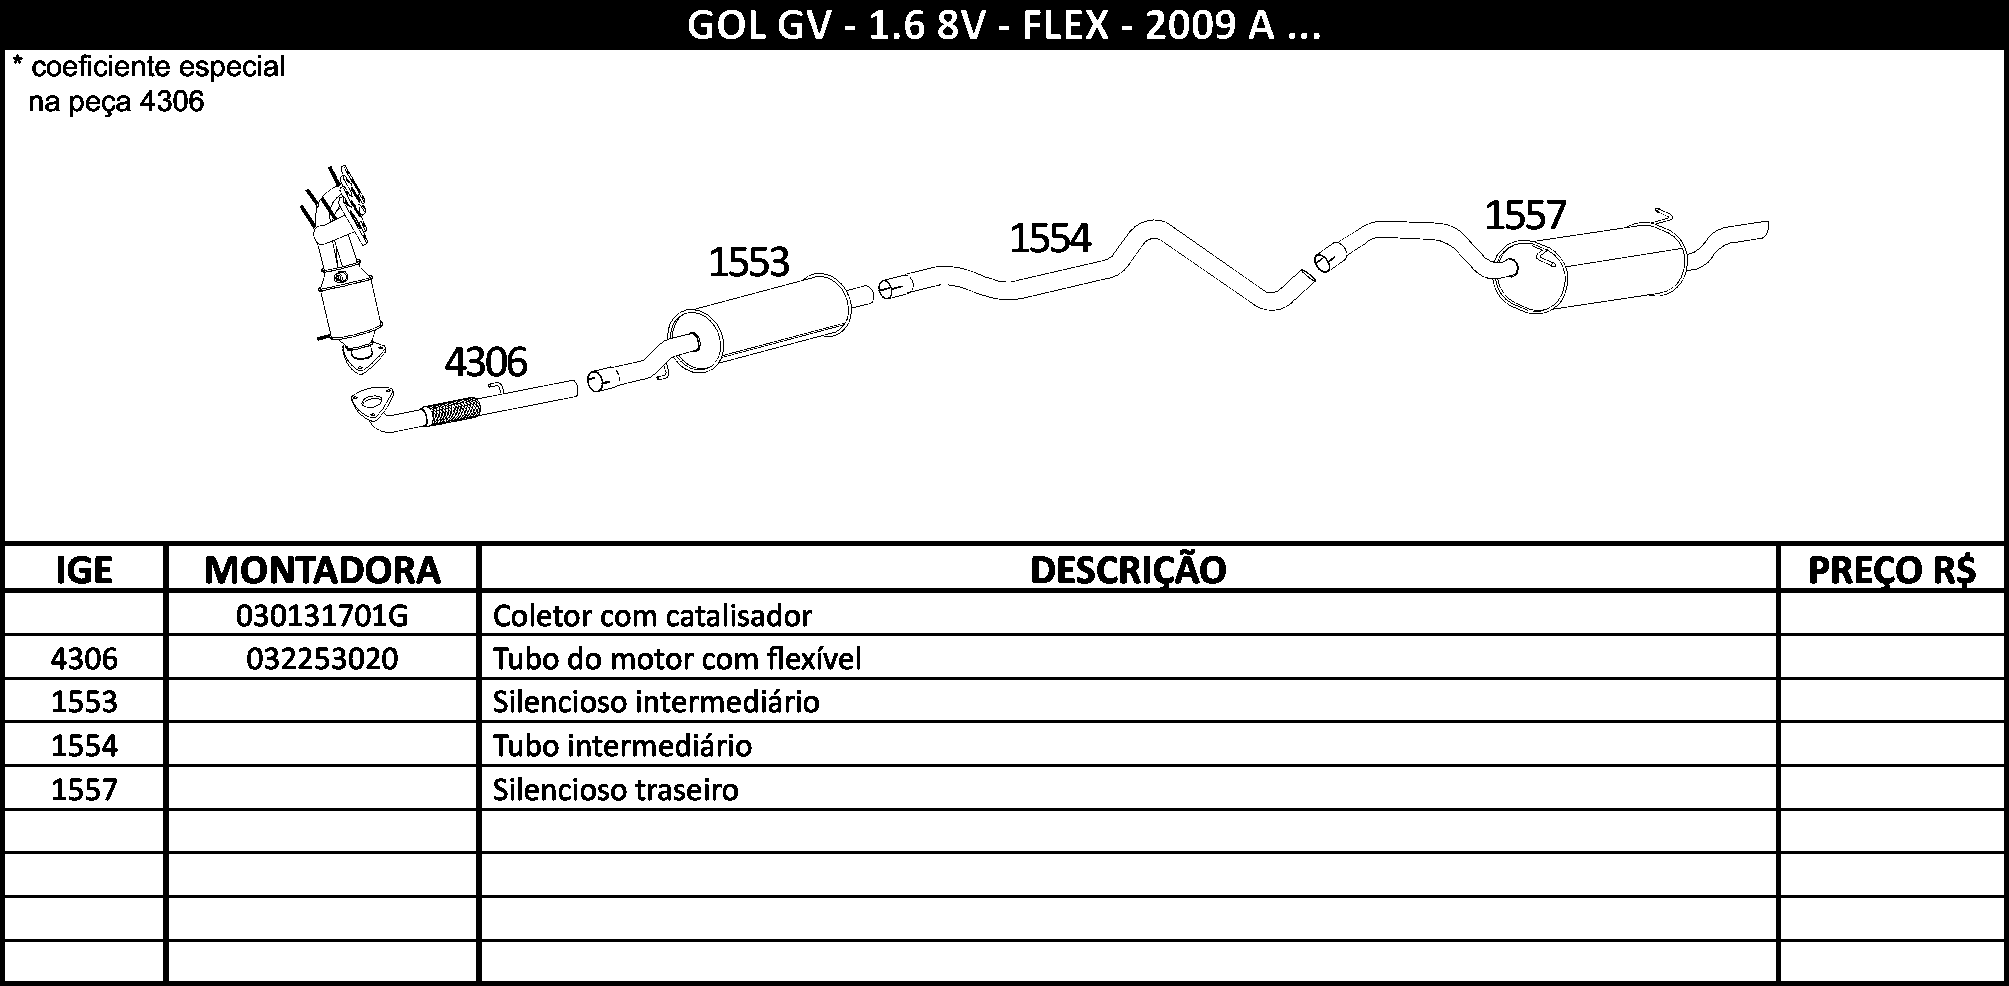 GOL GV - 1.6 8V - FLEX - 2009 A ...
* coeficiente especial
na peça 4306
1557
1554
1553
4306
IGE MONTADORA DESCRIÇÃO PREÇO R$
030131701G Coletor com catalisador
4306 032253020 Tubo do motor com flexível
1553 Silencioso intermediário
1554 Tubo intermediário
1557 Silencioso traseiro